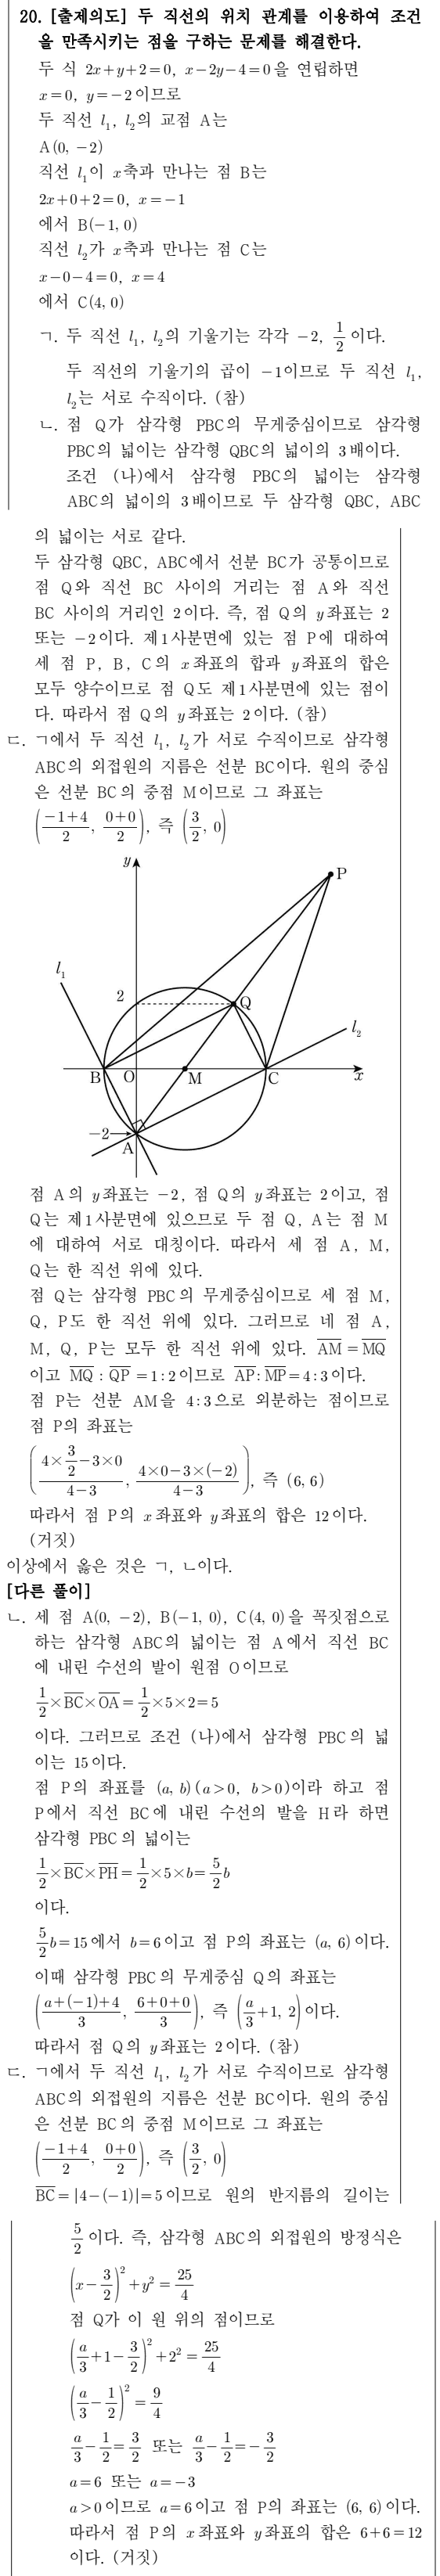 20. [출제의도] 두 직선의 위치 관계를 이용하여 조건
을 만족시키는 점을 구하는 문제를 해결한다.
두 식 2x+y+2=0, x-2y-4=0을 연립하면
x=0, y=-2이므로
두 직선 l₁, l₂의 교점 A는
A(0, -2)
직선 l₁이 x축과 만나는 점 B는
2x+0+2=0, x=-1
에서 B(-1, 0)
직선 l₂가 x축과 만나는 점 C는
x-0-4=0, x=4
에서 C(4, 0)
ㄱ. 두 직선 l₁, l₂의 기울기는 각각 -2, 1/2 이다.
두 직선의 기울기의 곱이 -1이므로 두 직선 l₁,
l₂는 서로 수직이다. (참)
ㄴ. 점 Q가 삼각형 PBC의 무게중심이므로 삼각형
PBC의 넓이는 삼각형 QBC의 넓이의 3배이다.
조건 (나)에서 삼각형 PBC의 넓이는 삼각형
ABC의 넓이의 3배이므로 두 삼각형 QBC, ABC
의 넓이는 서로 같다.
두 삼각형 QBC, ABC에서 선분 BC가 공통이므로
점 Q와 직선 BC 사이의 거리는 점 A와 직선
BC 사이의 거리인 2이다. 즉, 점 Q의 y좌표는 2
또는 -2이다. 제1사분면에 있는 점 P에 대하여
세 점 P, B, C의 x좌표의 합과 y좌표의 합은
모두 양수이므로 점 Q도 제1사분면에 있는 점이
다. 따라서 점 Q의 y좌표는 2이다. (참)
ㄷ. ㄱ에서 두 직선 l₁, l₂가 서로 수직이므로 삼각형
ABC의 외접원의 지름은 선분 BC이다. 원의 중심
은 선분 BC의 중점 M이므로 그 좌표는
((-1+4)/2, (0+0)/2), 즉 (3/2, 0)
y
P
l₁
2
Q
l₂
B
O
M
C
x
-2
A
점 A의 y좌표는 -2, 점 Q의 y좌표는 2이고, 점
Q는 제1사분면에 있으므로 두 점 Q, A는 점 M
에 대하여 서로 대칭이다. 따라서 세 점 A, M,
Q는 한 직선 위에 있다.
점 Q는 삼각형 PBC의 무게중심이므로 세 점 M,
Q, P도 한 직선 위에 있다. 그러므로 네 점 A,
M, Q, P는 모두 한 직선 위에 있다. A̅M̅=M̅Q̅
이고 M̅Q̅ : Q̅P̅ =1:2이므로 A̅P̅:M̅P̅=4:3이다.
점 P는 선분 AM을 4:3으로 외분하는 점이므로
점 P의 좌표는
((4×3/2-3×0)/(4-3), (4×0-3×(-2))/(4-3)), 즉 (6, 6)
따라서 점 P의 x좌표와 y좌표의 합은 12이다.
(거짓)
이상에서 옳은 것은 ㄱ, ㄴ이다.
[다른 풀이]
ㄴ. 세 점 A(0, -2), B(-1, 0), C(4, 0)을 꼭짓점으로
하는 삼각형 ABC의 넓이는 점 A에서 직선 BC
에 내린 수선의 발이 원점 O이므로
1/2×B̅C̅×O̅A̅=1/2×5×2=5
이다. 그러므로 조건 (나)에서 삼각형 PBC의 넓
이는 15이다.
점 P의 좌표를 (a, b)(a>0, b>0)이라 하고 점
P에서 직선 BC에 내린 수선의 발을 H라 하면
삼각형 PBC의 넓이는
1/2×B̅C̅×P̅H̅=1/2×5×b=5/2b
이다.
5/2b=15에서 b=6이고 점 P의 좌표는 (a, 6)이다.
이때 삼각형 PBC의 무게중심 Q의 좌표는
((a+(-1)+4)/3, (6+0+0)/3), 즉 (a/3+1, 2)이다.
따라서 점 Q의 y좌표는 2이다. (참)
ㄷ. ㄱ에서 두 직선 l₁, l₂가 서로 수직이므로 삼각형
ABC의 외접원의 지름은 선분 BC이다. 원의 중심
은 선분 BC의 중점 M이므로 그 좌표는
((-1+4)/2, (0+0)/2), 즉 (3/2, 0)
B̅C̅=|4-(-1)|=5이므로 원의 반지름의 길이는
5/2 이다. 즉, 삼각형 ABC의 외접원의 방정식은
(x-3/2)²+y²=25/4
점 Q가 이 원 위의 점이므로
(a/3+1-3/2)²+2²=25/4
(a/3-1/2)²=9/4
a/3-1/2=3/2 또는 a/3-1/2=-3/2
a=6 또는 a=-3
a>0이므로 a=6이고 점 P의 좌표는 (6, 6)이다.
따라서 점 P의 x좌표와 y좌표의 합은 6+6=12
이다. (거짓)